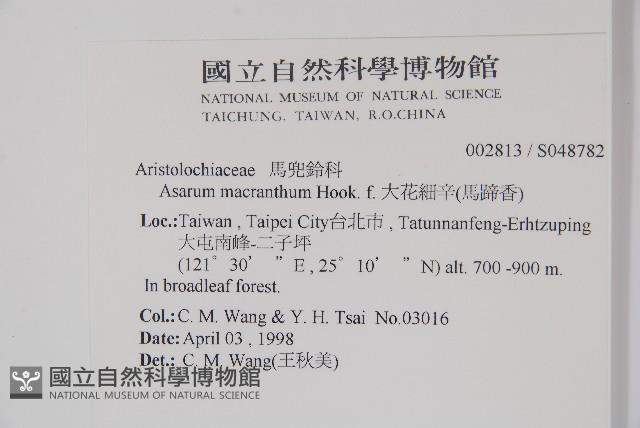 國立自然科學博物館
NATIONAL MUSEUM OF NATURAL SCIENCE
TAICHUNG, TAIWAN, R.O.CHINA
002813 / S048782
Aristolochiaceae 馬兜鈴科
Asarum macranthum Hook. f. 大花細辛(馬蹄香)
Loc.:Taiwan , Taipei City台北市 , Tatunnanfeng-Erhtzuping
大屯南峰-二子坪
(121° 30’ ” E , 25° 10’ ” N) alt. 700 -900 m.
In broadleaf forest.
Col.: C. M. Wang & Y. H. Tsai No.03016
Date: April 03 , 1998
Det.: C. M. Wang(王秋美)
國立自然科學博物館
NATIONAL MUSEUM OF NATURAL SCIENCE